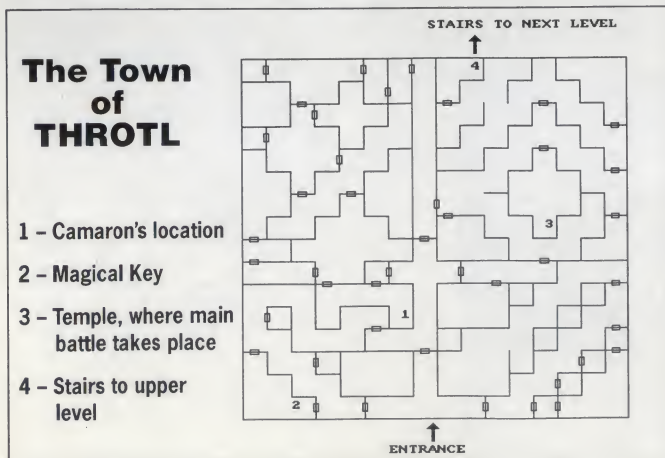 The Town
of
THROTL
1 – Camaron's location
2 – Magical Key
3 – Temple, where main
battle takes place
4 – Stairs to upper
level
STAIRS TO NEXT LEVEL
4
3
1
2
ENTRANCE